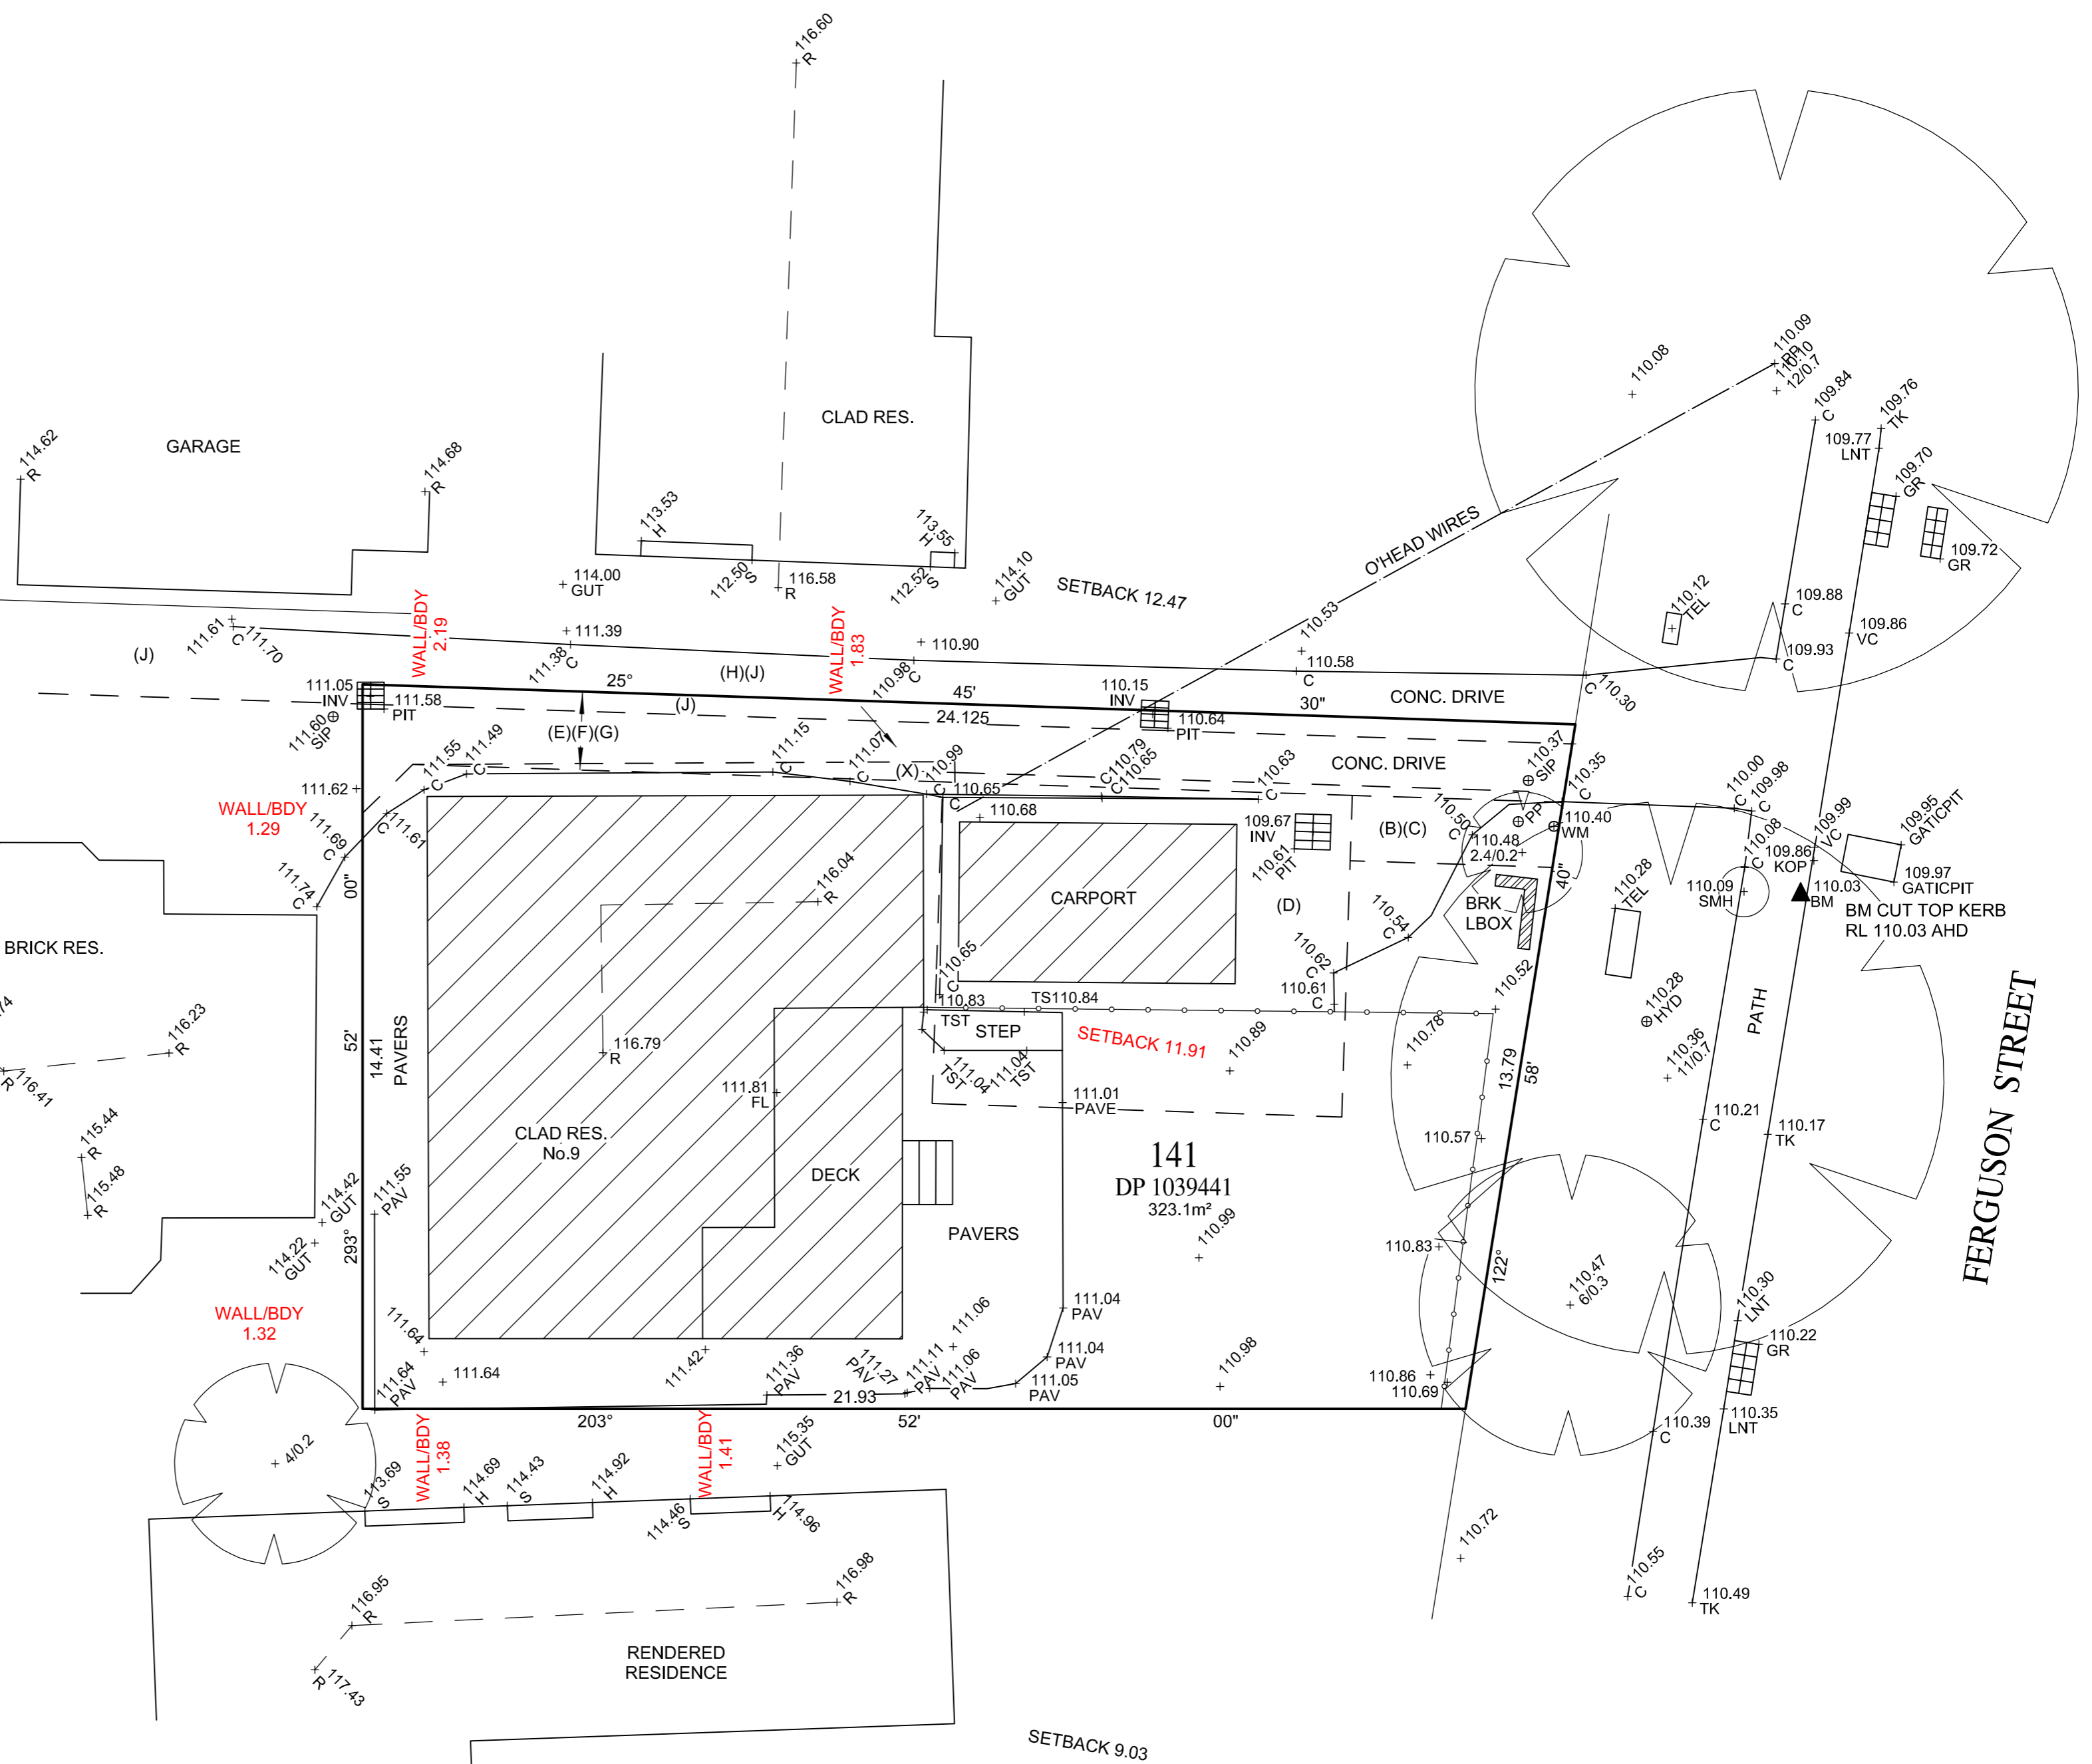 116.60
R
114.62
R
GARAGE
114.68
R
CLAD RES.
113.53
H
113.55
H
112.50
S
116.58
R
112.52
S
114.00
GUT
114.10
GUT
SETBACK 12.47
O'HEAD WIRES
110.08
110.09
PP
110.10
12/0.7
109.84
C
109.76
TK
109.77
LNT
109.70
GR
109.72
GR
110.12
TEL
109.88
C
109.86
VC
109.93
C
(J)
111.61
C
111.70
WALL/BDY
2.19
111.39
111.38
C
(H)(J)
WALL/BDY
1.83
110.90
110.98
C
110.53
110.58
C
110.30
C
CONC. DRIVE
25°
45'
30"
24.125
(J)
111.05
INV
111.58
PIT
111.60
SIP
(E)(F)(G)
110.15
INV
110.64
PIT
111.55
C
111.49
C
111.15
C
111.07
C
(X)
110.99
C
110.65
C
C110.79
C110.65
110.63
C
CONC. DRIVE
110.37
SIP
110.35
C
110.00
C
109.98
C
111.62
WALL/BDY
1.29
111.69
C
111.61
C
111.74
C
00"
110.68
109.67
INV
110.61
PIT
(B)(C)
110.50
C
PP
110.40
WM
110.48
2.4/0.2
40"
110.08
C
109.99
VC
109.86
KOP
109.95
GATICPIT
109.97
GATICPIT
110.09
SMH
110.03
BM
BM CUT TOP KERB
RL 110.03 AHD
116.04
R
CARPORT
(D)
BRK
LBOX
110.54
C
110.28
TEL
BRICK RES.
116.23
R
116.41
R
115.44
R
115.48
R
52'
14.41
PAVERS
116.79
R
110.65
C
110.62
C
110.61
C
110.52
110.83
TST
TS110.84
STEP
SETBACK 11.91
110.89
110.78
110.28
HYD
PATH
110.36
11/0.7
13.79
58'
111.04
TST
111.04
TST
111.81
FL
111.01
PAVE
110.57
110.21
C
110.17
TK
FERGUSON STREET
CLAD RES.
No.9
DECK
141
DP 1039441
323.1m²
PAVERS
110.99
110.83
122°
111.55
PAV
114.42
GUT
114.22
GUT
293°
WALL/BDY
1.32
111.64
111.64
PAV
111.64
111.42
111.36
PAV
111.27
PAV
111.11
PAV
111.06
111.06
PAV
111.04
PAV
111.04
PAV
111.05
PAV
110.98
110.86
110.69
110.47
6/0.3
110.30
LNT
110.22
GR
110.35
LNT
110.39
C
21.93
203°
52'
00"
4/0.2
WALL/BDY
1.38
WALL/BDY
1.41
115.35
GUT
113.69
S
114.69
H
114.43
S
114.92
H
114.46
S
114.96
H
110.72
110.55
C
110.49
TK
116.95
R
116.98
R
117.43
R
RENDERED
RESIDENCE
SETBACK 9.03